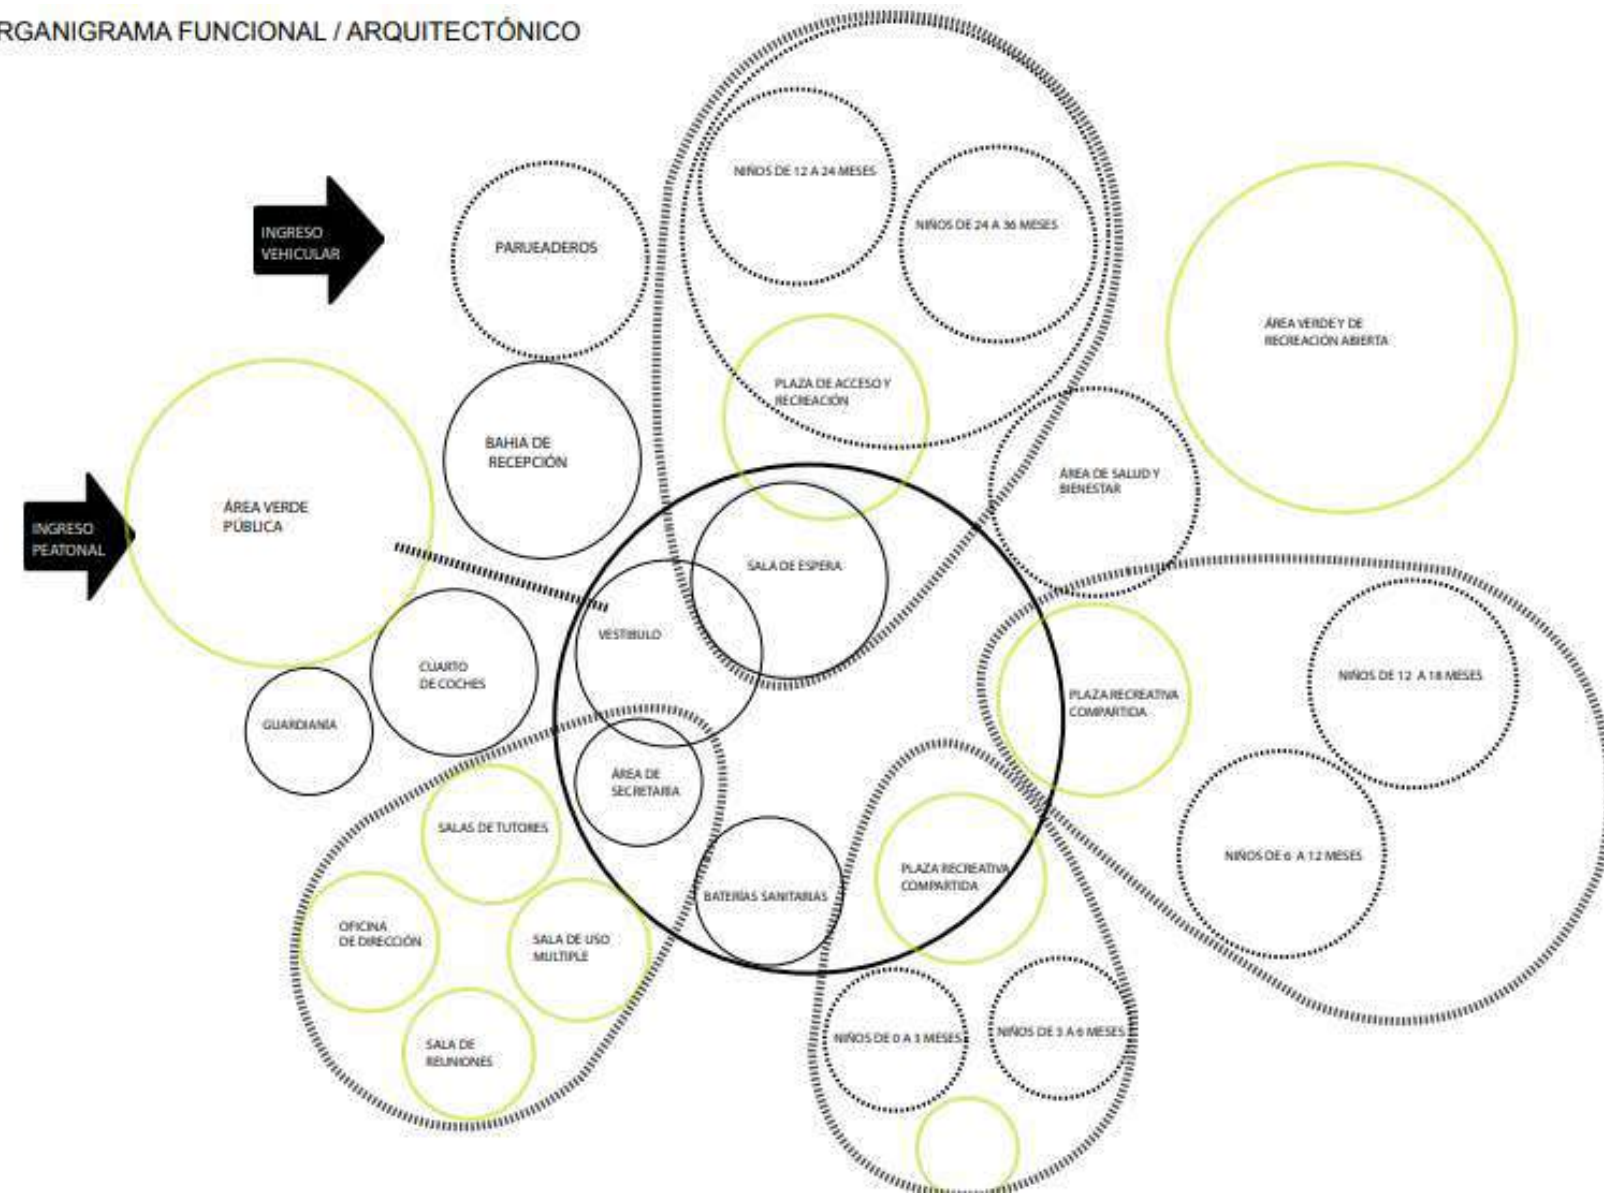 RGANIGRAMA FUNCIONAL / ARQUITECTÓNICO
NIÑOS DE 12 A 24 MESES
NIÑOS DE 24 A 36 MESES
INGRESO
VEHICULAR
PARUEADEROS
ÁREA VERDE Y DE
RECREACIÓN ABIERTA
PLAZA DE ACCESO Y
RECREACIÓN
BAHIA DE
RECEPCIÓN
ÁREA DE SALUD Y
BIENESTAR
ÁREA VERDE
PÚBLICA
INGRESO
PEATONAL
SALA DE ESPERA
VESTIBULO
CUARTO
DE COCHES
NIÑOS DE 12 A 18 MESES
PLAZA RECREATIVA
COMPARTIDA
GUARDIANÍA
ÁREA DE
SECRETARIA
SALAS DE TUTORES
NIÑOS DE 6 A 12 MESES
PLAZA RECREATIVA
COMPARTIDA
BATERÍAS SANITARIAS
OFICINA
DE DIRECCIÓN
SALA DE USO
MULTIPLE
SALA DE
REUNIONES
NIÑOS DE 0 A 3 MESES
NIÑOS DE 3 A 6 MESES